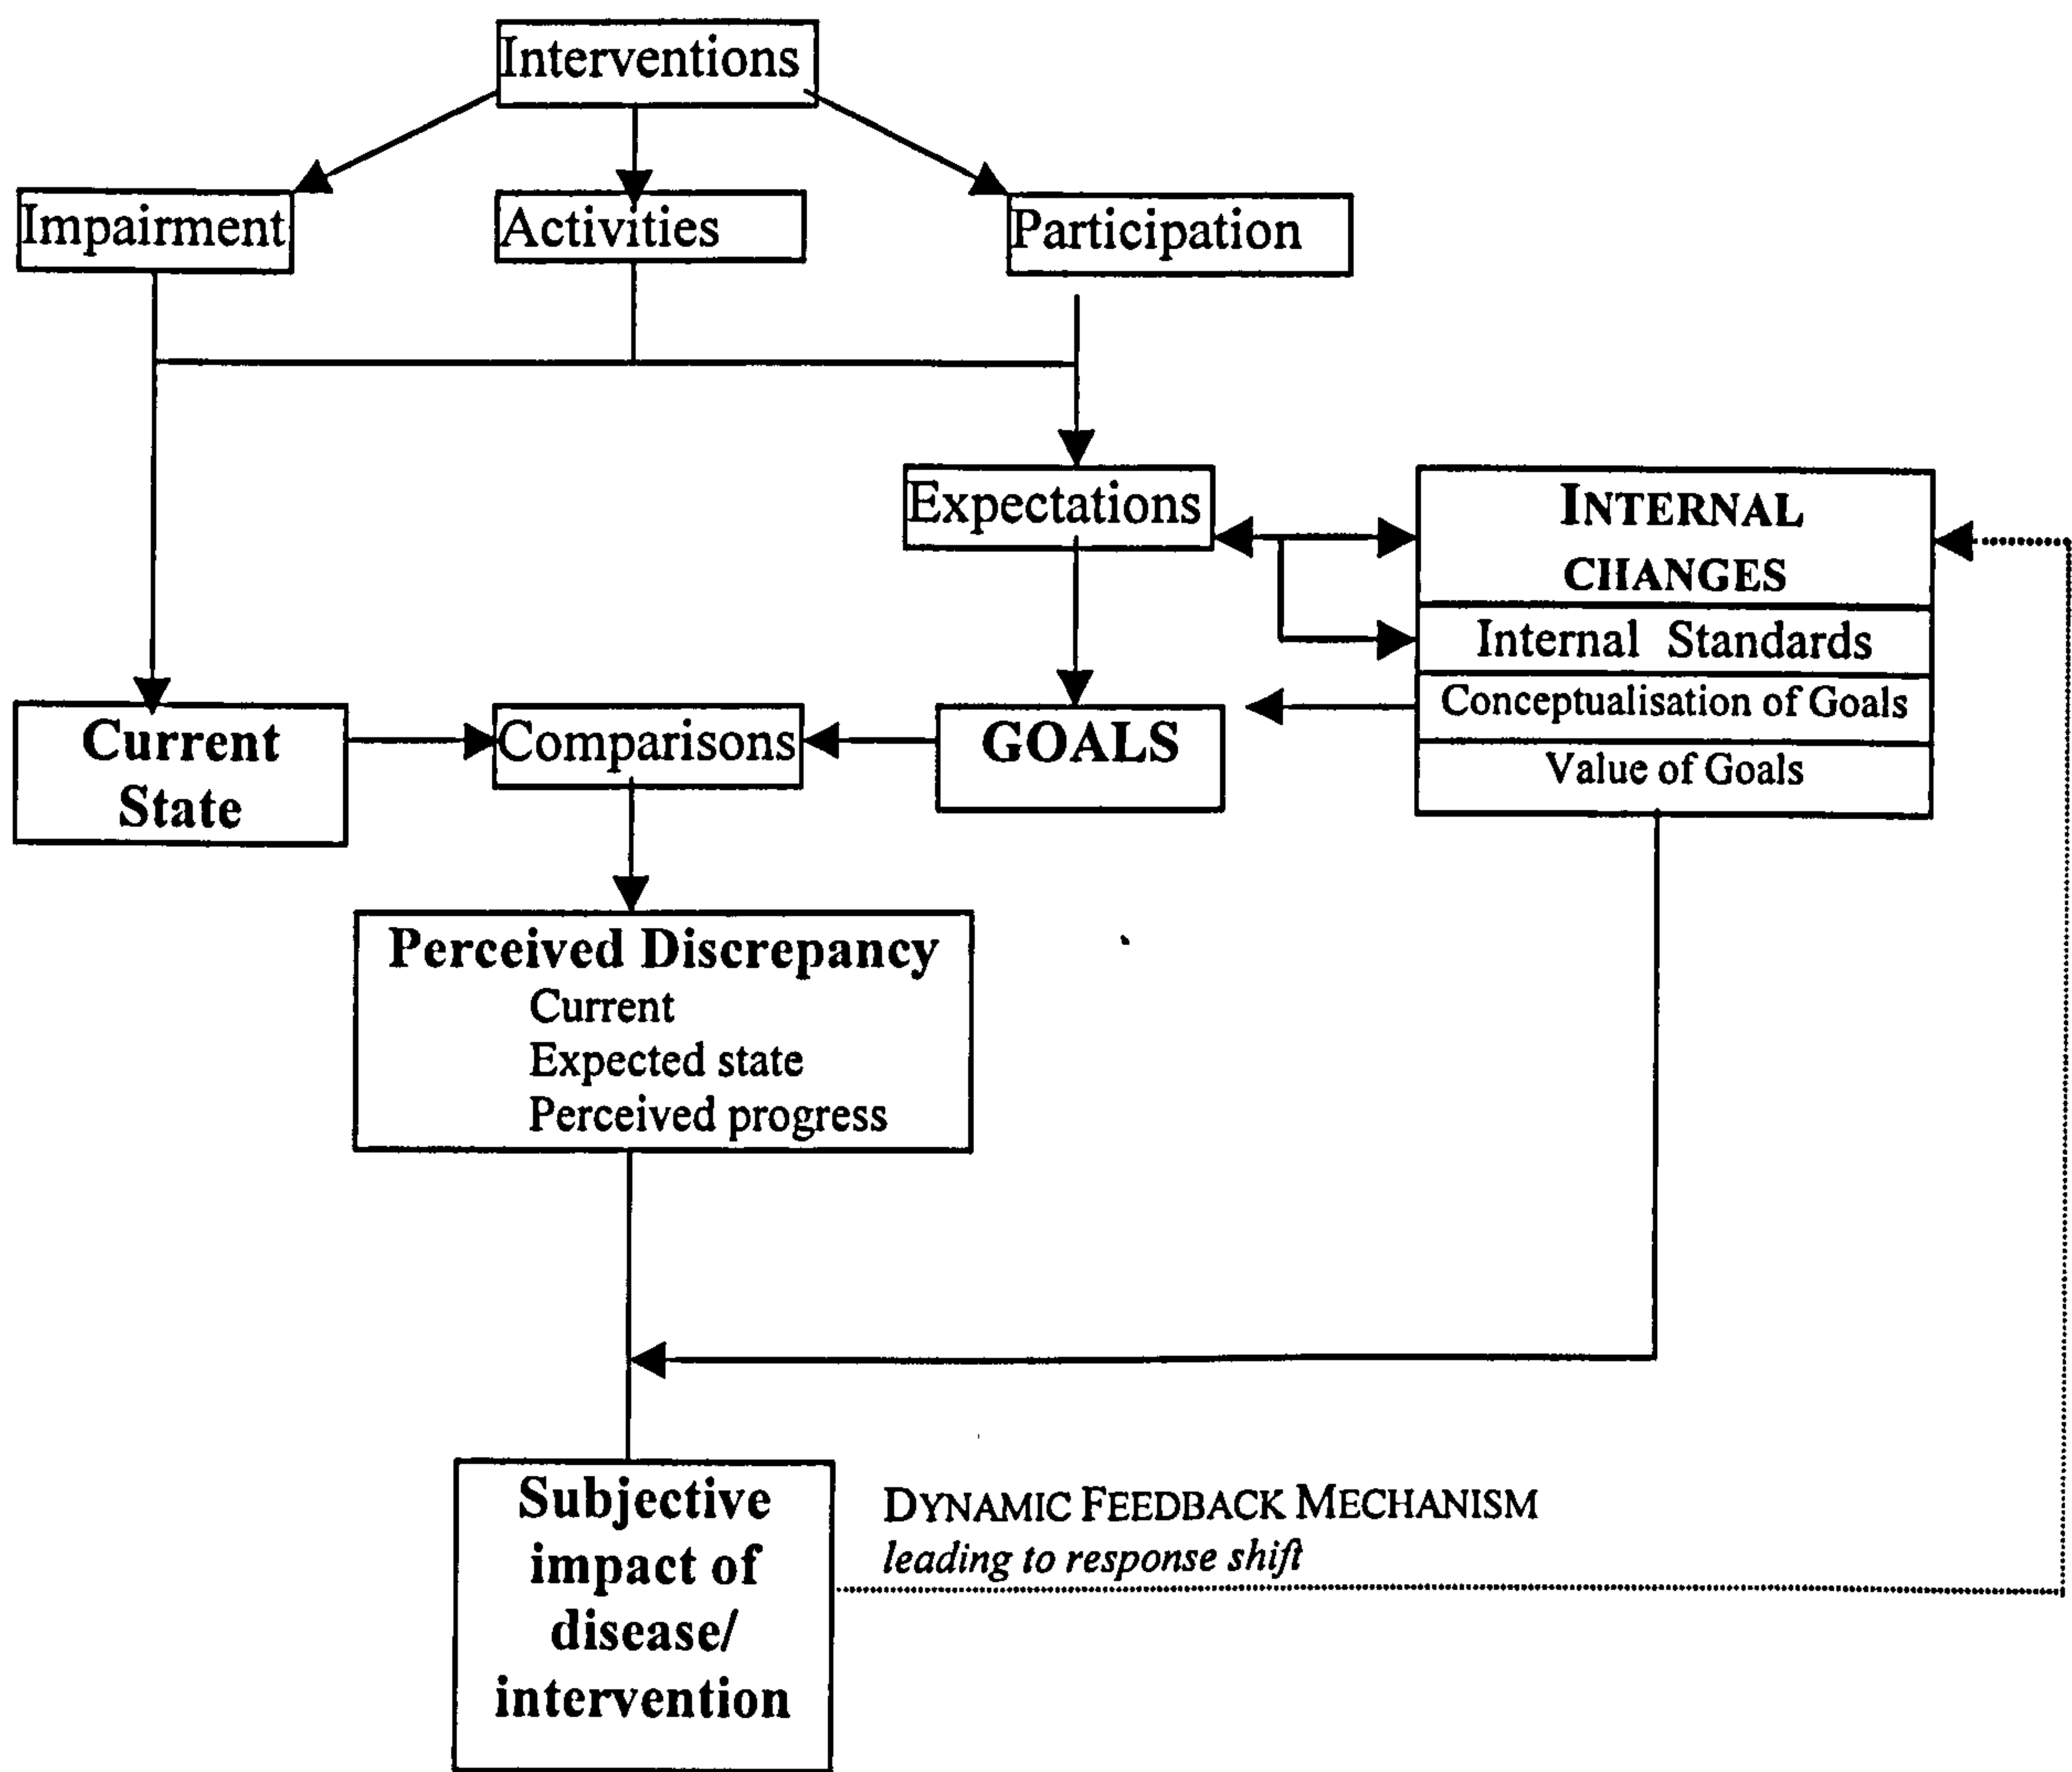 Interventions
Impairment
Activities
Participation
Expectations
INTERNAL
CHANGES
Internal Standards
Conceptualisation of Goals
Value of Goals
Current
State
Comparisons
GOALS
Perceived Discrepancy
Current
Expected state
Perceived progress
Subjective
impact of
disease/
intervention
DYNAMIC FEEDBACK MECHANISM
leading to response shift